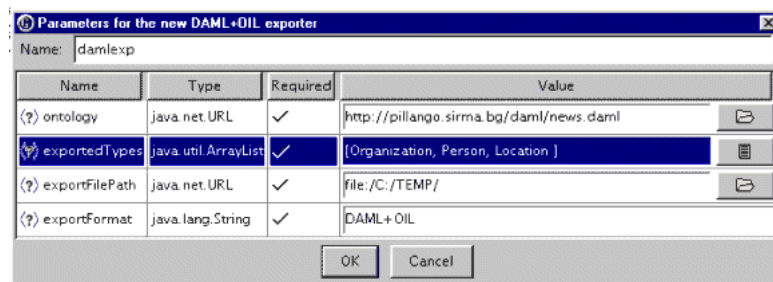 Parameters for the new DAML+OIL exporter
Name: damlexp
Name Type Required Value
(?) ontology java.net.URL http://pillango.sirma.bg/daml/news.daml
(?) exportedTypes java.util.ArrayList [Organization, Person, Location ]
(?) exportFilePath java.net.URL file:/C:/TEMP/
(?) exportFormat java.lang.String DAML+OIL
OK Cancel